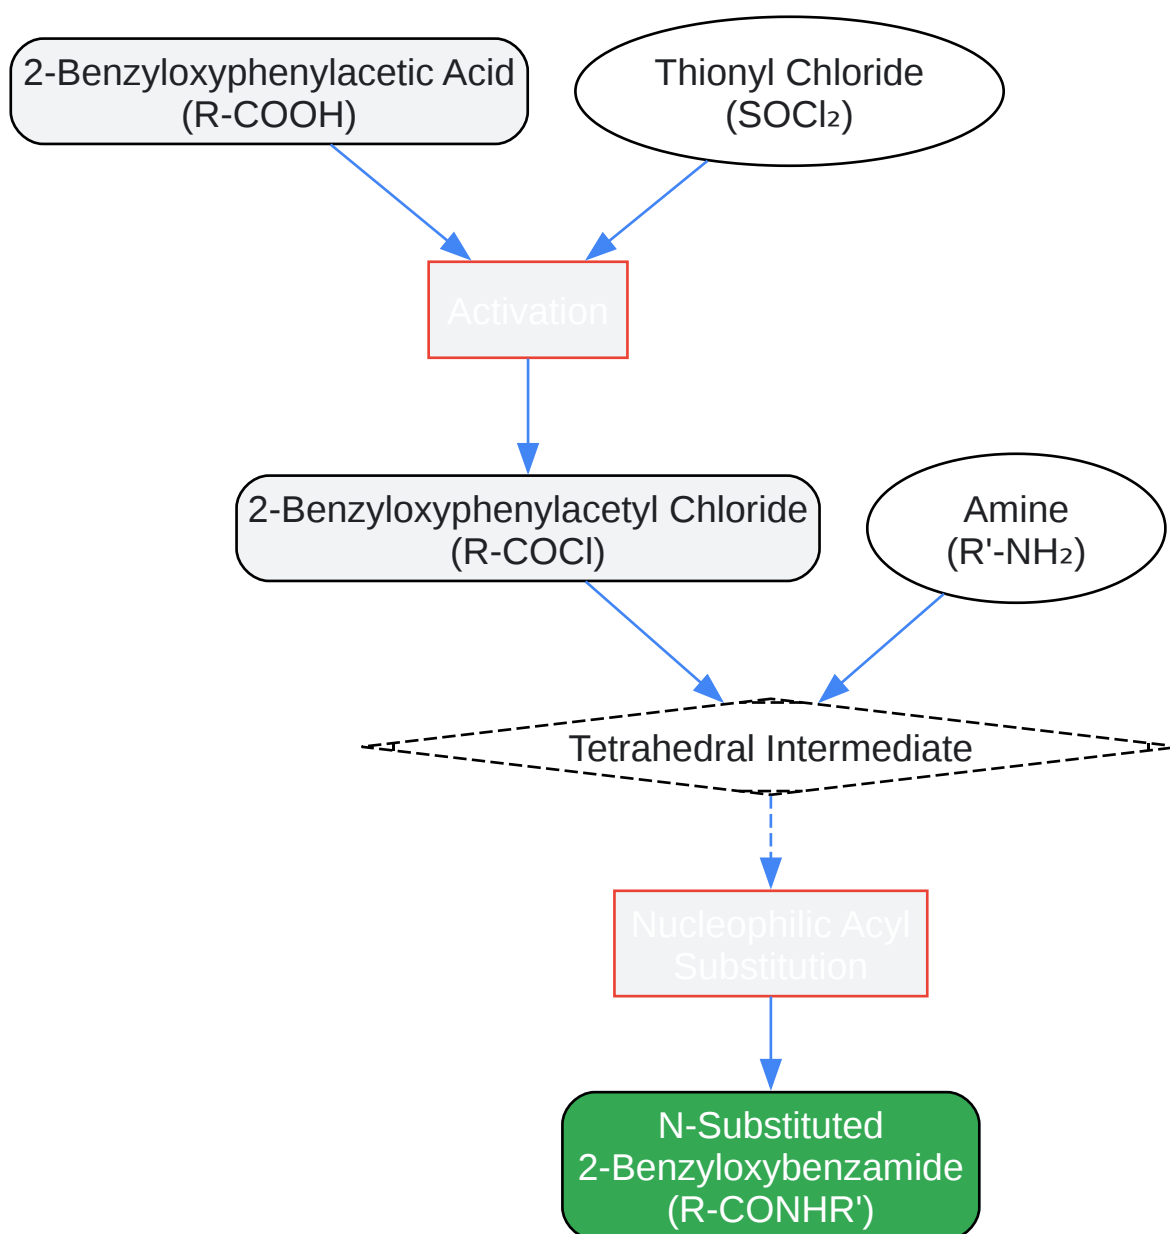 2-Benzyloxyphenylacetic Acid
(R-COOH)
Thionyl Chloride
(SOCl₂)
Activation
2-Benzyloxyphenylacetyl Chloride
(R-COCl)
Amine
(R'-NH₂)
Tetrahedral Intermediate
Nucleophilic Acyl
Substitution
N-Substituted
2-Benzyloxybenzamide
(R-CONHR')